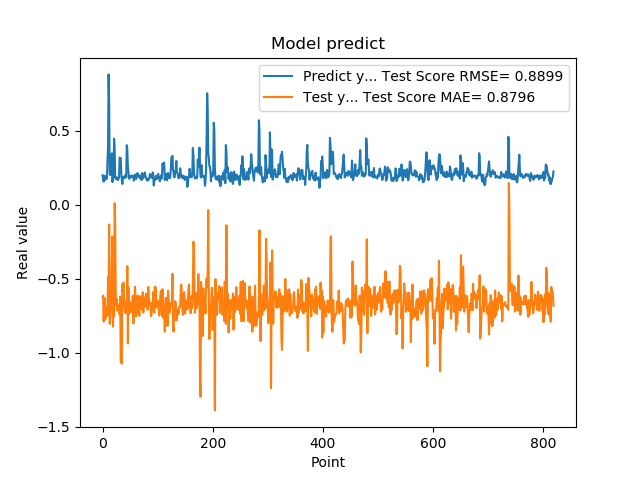 Model predict
Predict y... Test Score RMSE= 0.8899
Test y... Test Score MAE= 0.8796
Real value
0.5
0.0
−0.5
−1.0
−1.5
0 200 400 600 800
Point